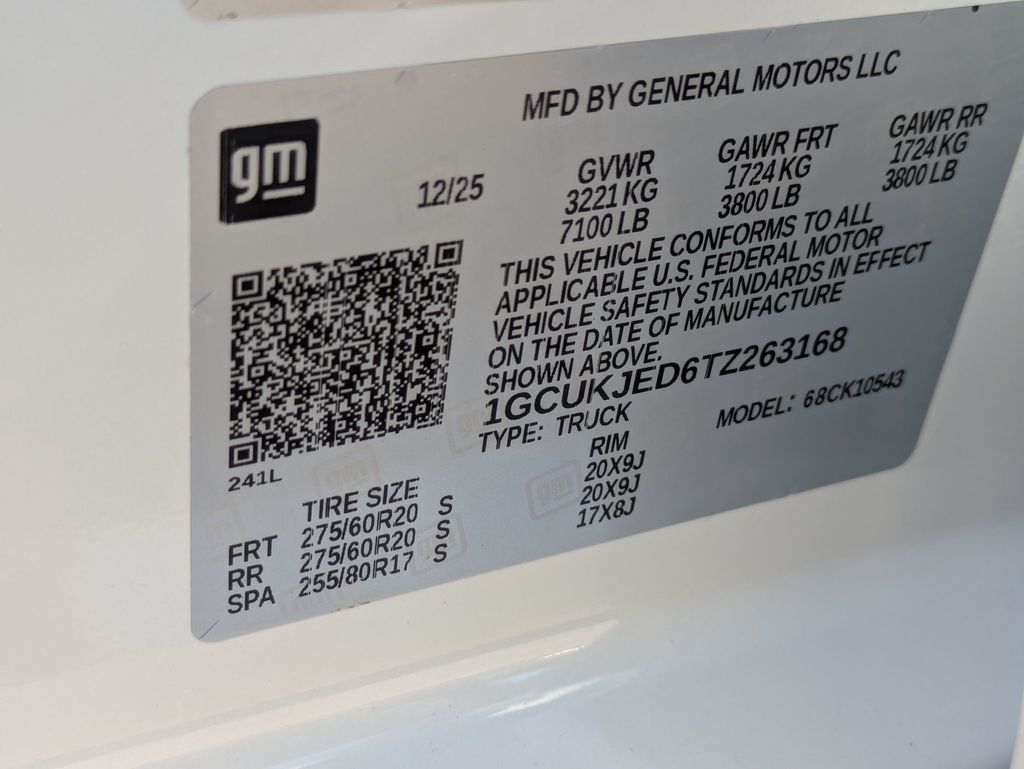 MFD BY GENERAL MOTORS LLC
gm
12/25
GVWR GAWR FRT GAWR RR
3221 KG 1724 KG 1724 KG
7100 LB 3800 LB 3800 LB
THIS VEHICLE CONFORMS TO ALL
APPLICABLE U.S. FEDERAL MOTOR
VEHICLE SAFETY STANDARDS IN EFFECT
ON THE DATE OF MANUFACTURE
SHOWN ABOVE.
1GCUKJED6TZ263168
TYPE: TRUCK MODEL: 68CK10543
241L
TIRE SIZE RIM
FRT 275/60R20 S 20X9J
RR 275/60R20 S 20X9J
SPA 255/80R17 S 17X8J